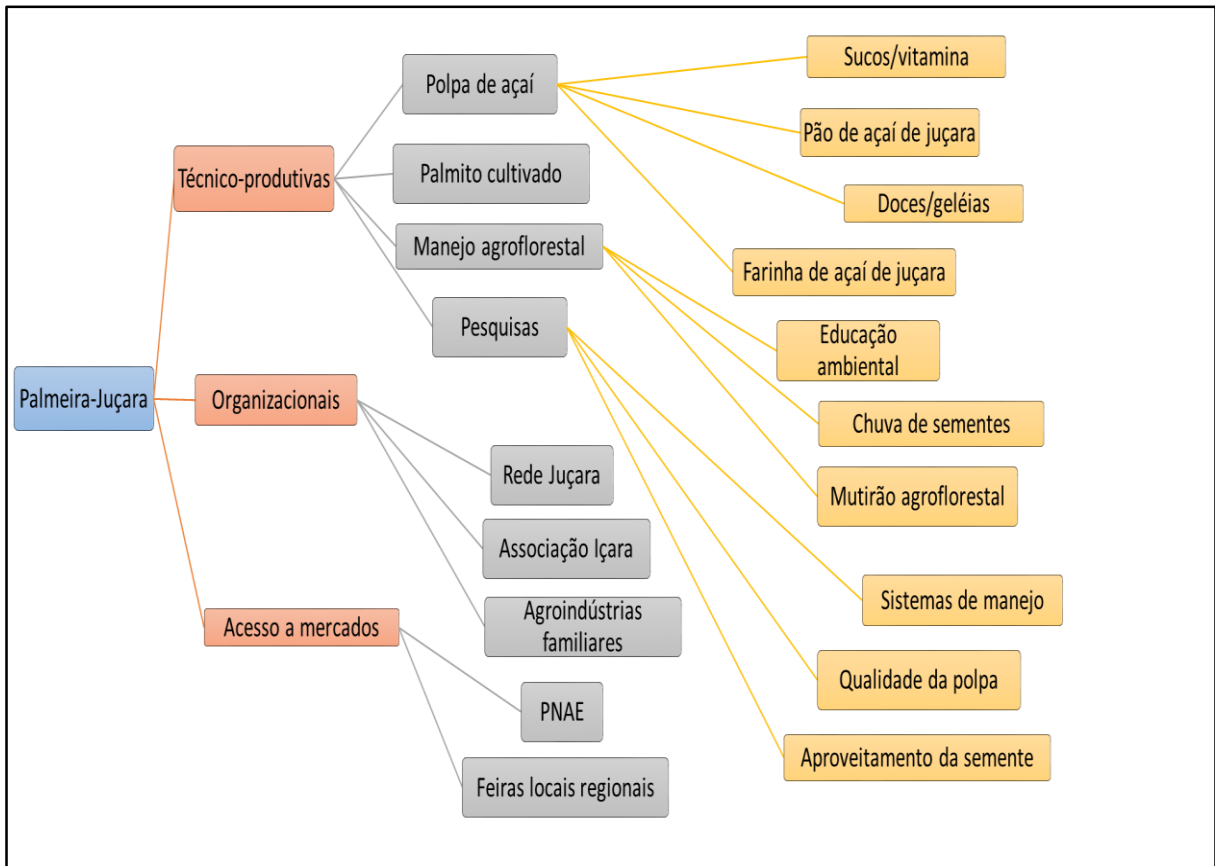 Sucos/vitamina
Polpa de açaí
Pão de açaí de juçara
Técnico-produtivas
Palmito cultivado
Doces/geléias
Manejo agroflorestal
Farinha de açaí de juçara
Pesquisas
Educação
ambiental
Palmeira-Juçara
Organizacionais
Chuva de sementes
Rede Juçara
Mutirão agroflorestal
Associação Içara
Sistemas de manejo
Agroindústrias
familiares
Acesso a mercados
Qualidade da polpa
PNAE
Aproveitamento da semente
Feiras locais regionais